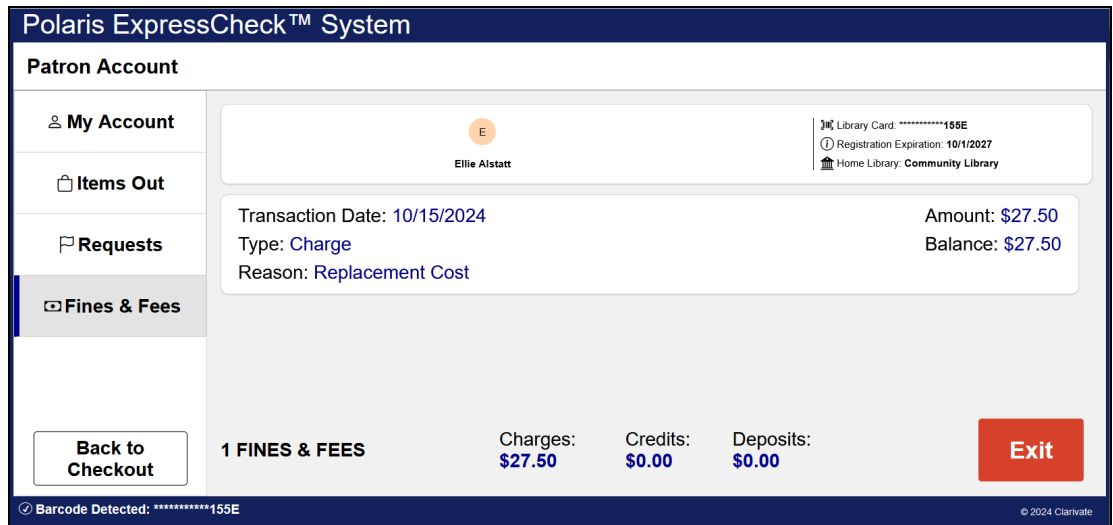 Polaris ExpressCheck™ System
Patron Account
My Account
Items Out
Requests
Fines & Fees
Back to
Checkout
E
Ellie Alstatt
Library Card: ***********155E
Registration Expiration: 10/1/2027
Home Library: Community Library
Transaction Date: 10/15/2024
Type: Charge
Reason: Replacement Cost
Amount: $27.50
Balance: $27.50
1 FINES & FEES
Charges:
$27.50
Credits:
$0.00
Deposits:
$0.00
Exit
Barcode Detected: ***********155E
© 2024 Clarivate